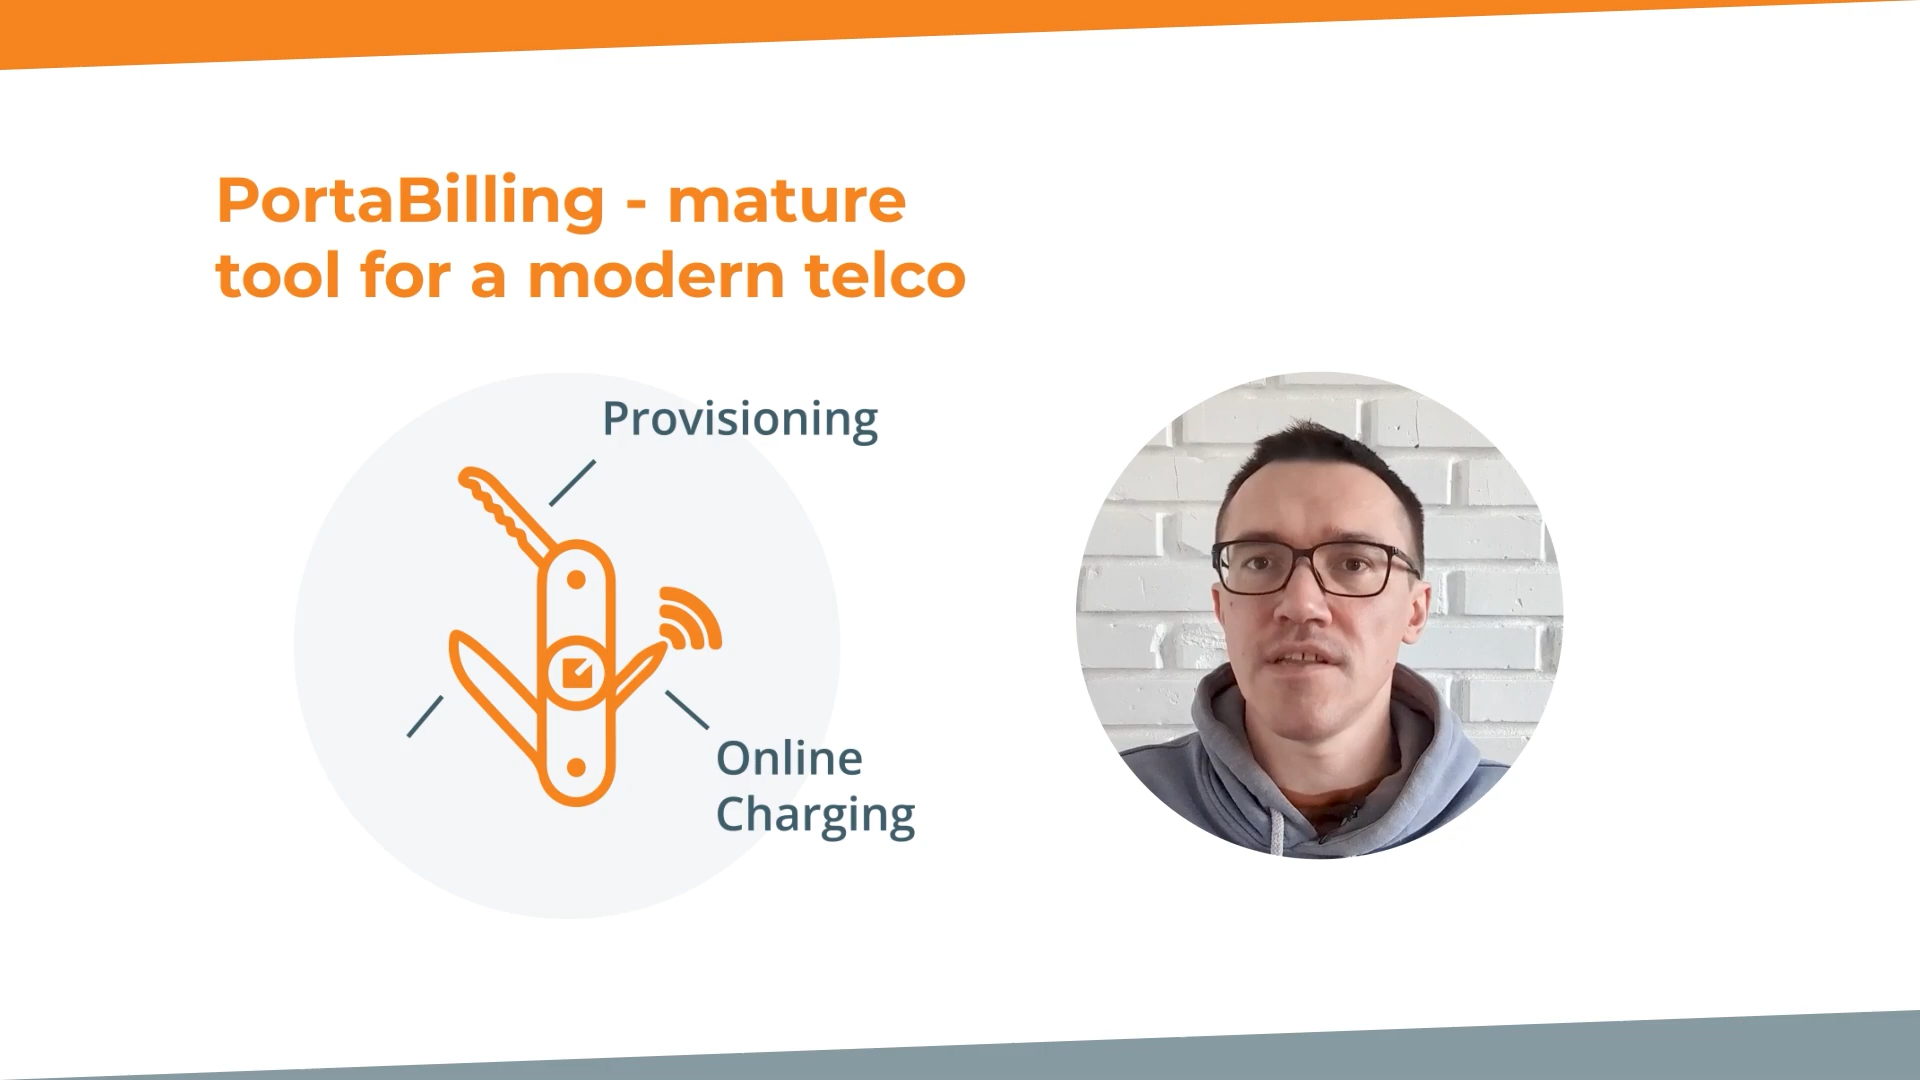 PortaBilling - mature
tool for a modern telco
Provisioning
Online
Charging